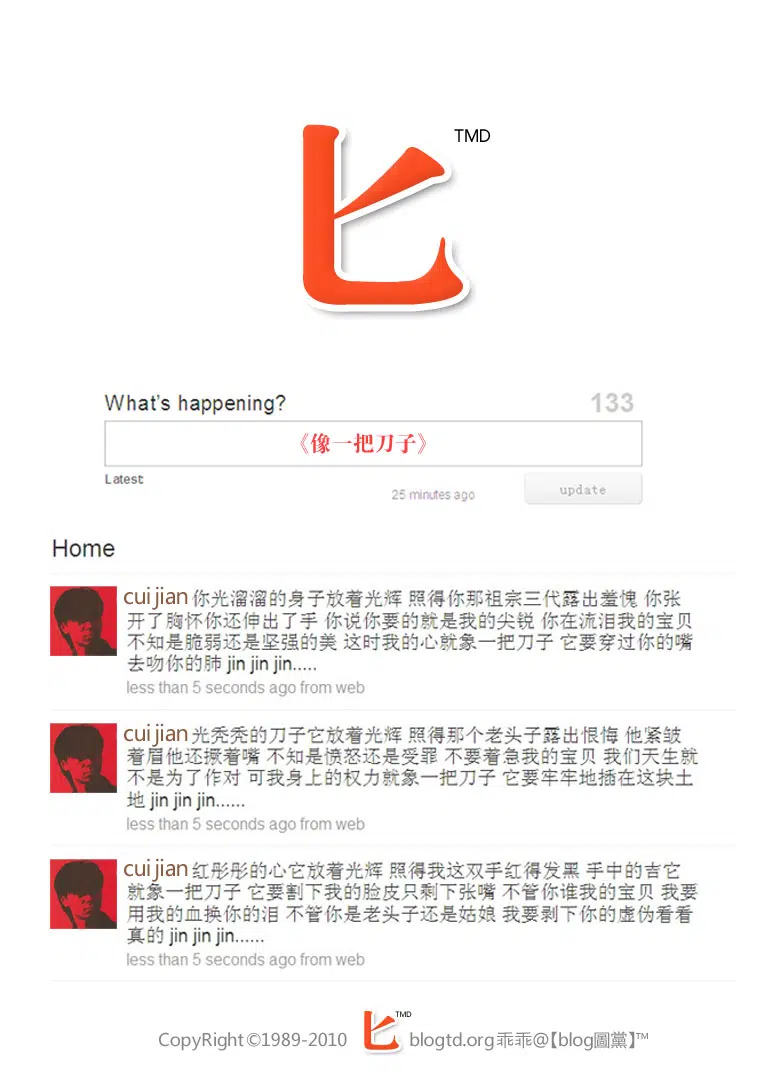 匕
TMD
What's happening?
133
《像一把刀子》
Latest:
25 minutes ago
update
Home
cuijian 你光溜溜的身子放着光辉 照得你那祖宗三代露出羞愧 你张
开了胸怀你还伸出了手 你说你要的就是我的尖锐 你在流泪我的宝贝
不知是脆弱还是坚强的美 这时我的心就象一把刀子 它要穿过你的嘴
去吻你的肺 jin jin jin.....
less than 5 seconds ago from web
cuijian 光秃秃的刀子它放着光辉 照得那个老头子露出恨悔 他紧皱
着眉他还撅着嘴 不知是愤怒还是受罪 不要着急我的宝贝 我们天生就
不是为了作对 可我身上的权力就象一把刀子 它要牢牢地插在这块土
地 jin jin jin......
less than 5 seconds ago from web
cuijian 红彤彤的心它放着光辉 照得我这双手红得发黑 手中的吉它
就象一把刀子 它要割下我的脸皮只剩下张嘴 不管你谁我的宝贝 我要
用我的血换你的泪 不管你是老头子还是姑娘 我要剥下你的虚伪看看
真的 jin jin jin......
less than 5 seconds ago from web
CopyRight ©1989-2010 匕 TMD blogtd.org 乖乖@【blog圖黨】™